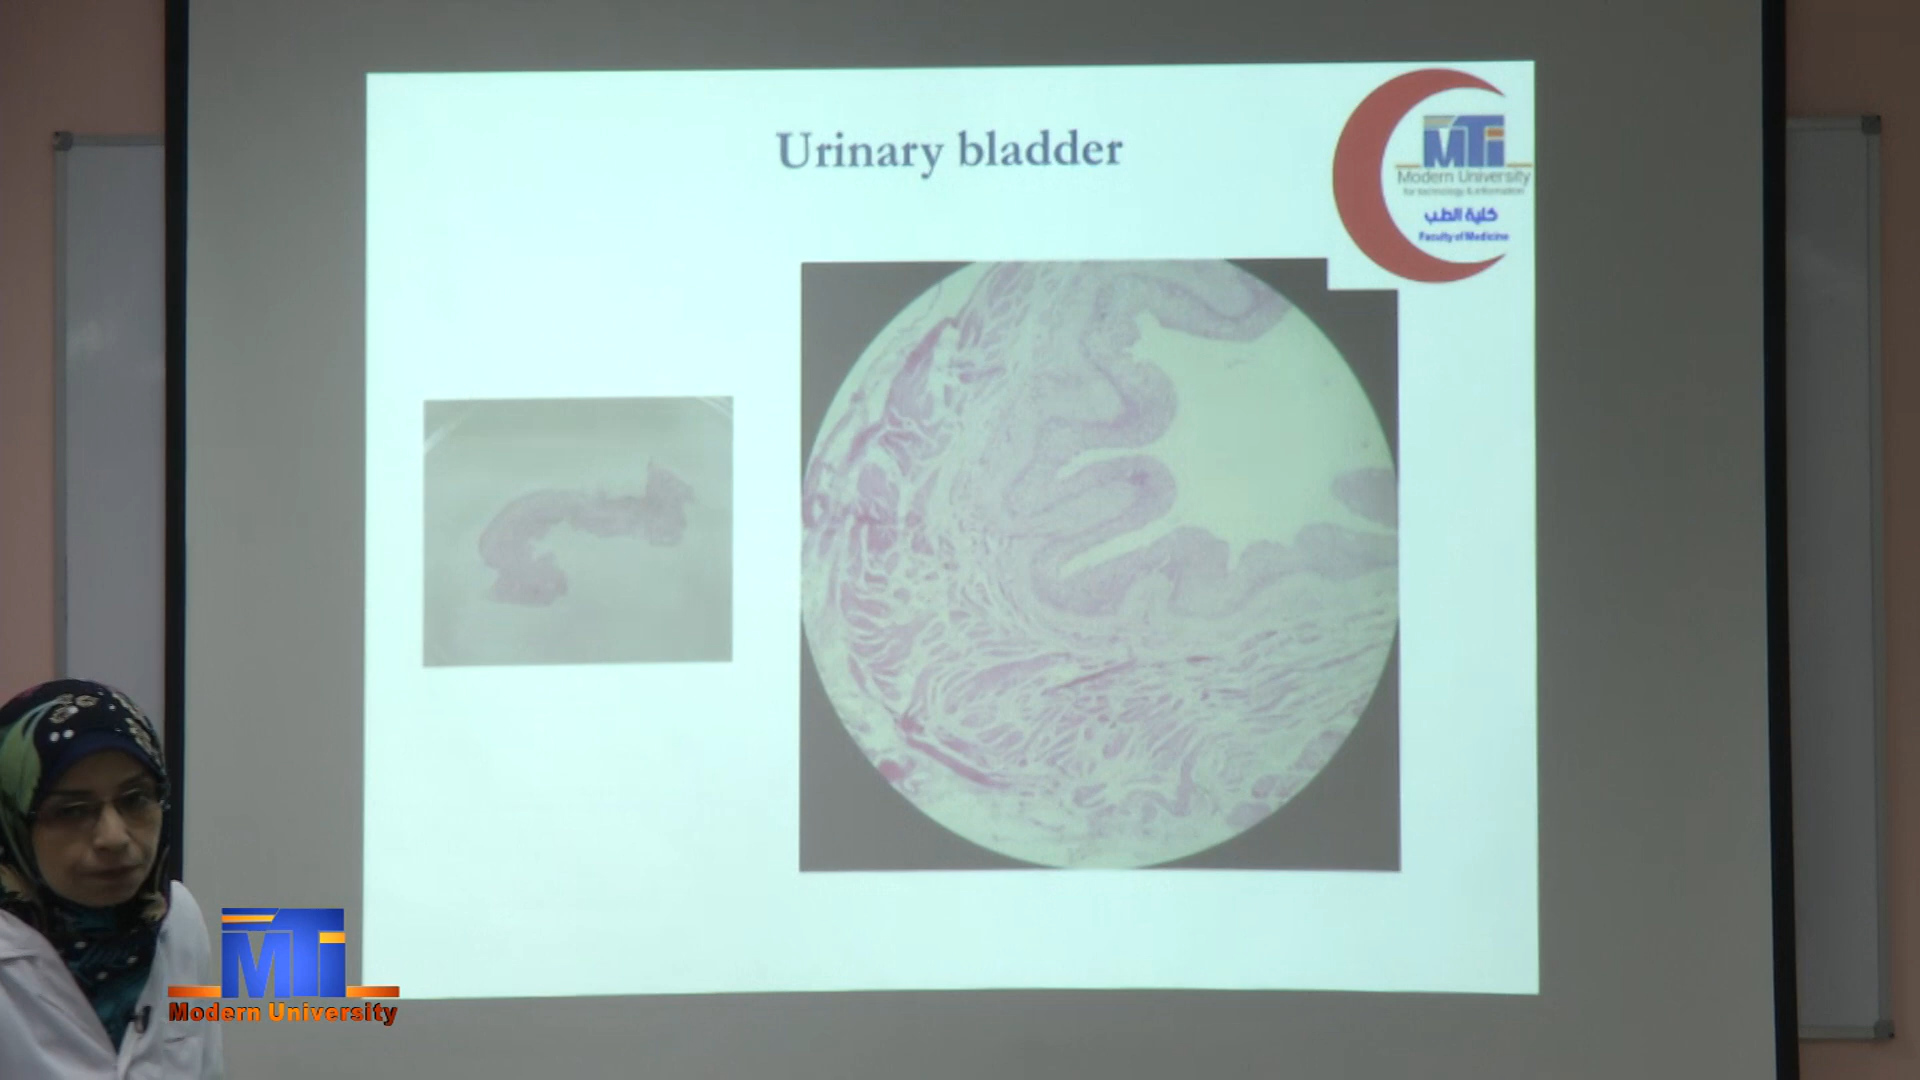 Urinary bladder
MTi
Modern University
for technology & information
كلية الطب
Faculty of Medicine
MTi
Modern University